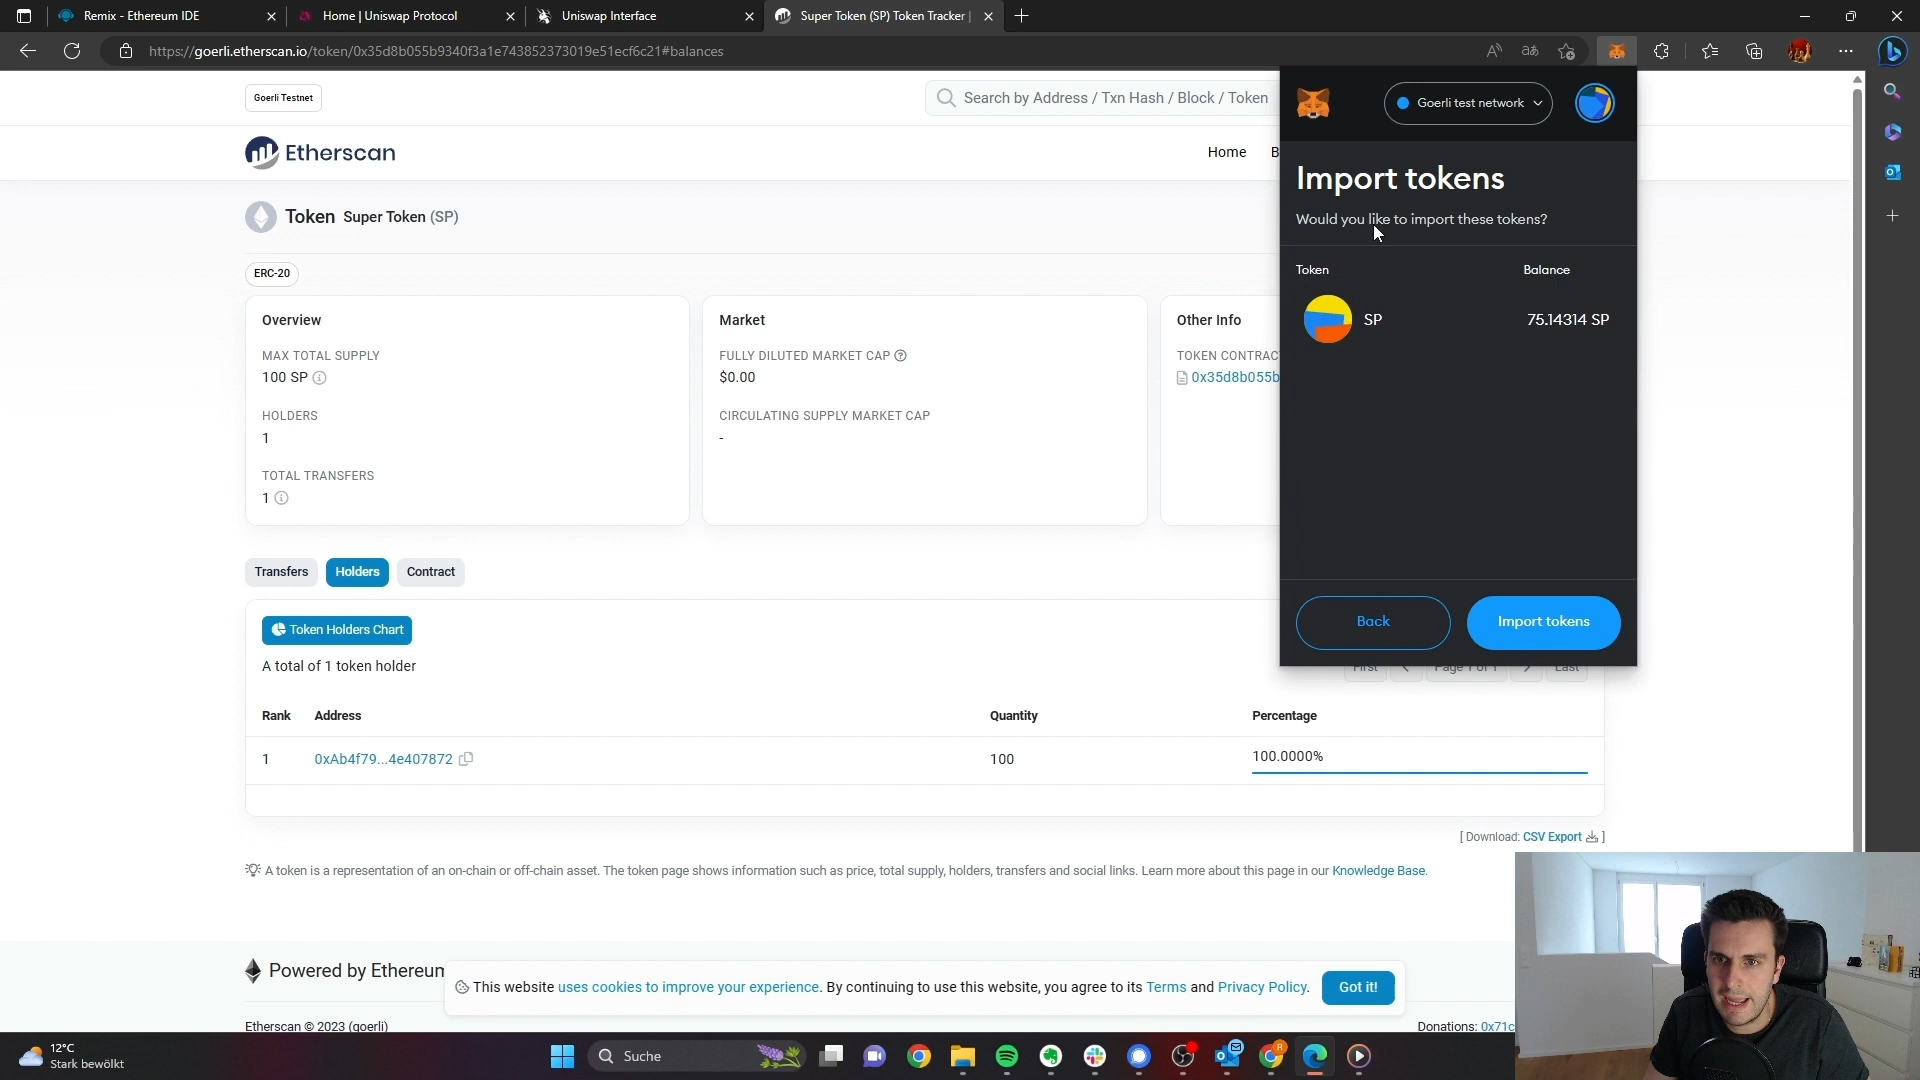 Remix - Ethereum IDE
Home | Uniswap Protocol
Uniswap Interface
Super Token (SP) Token Tracker |
https://goerli.etherscan.io/token/0x35d8b055b9340f3a1e743852373019e51ecf6c21#balances
Goerli Testnet
Search by Address / Txn Hash / Block / Token
Etherscan
Home
B
Token Super Token (SP)
ERC-20
Overview
MAX TOTAL SUPPLY
100 SP
HOLDERS
1
TOTAL TRANSFERS
1
Market
FULLY DILUTED MARKET CAP
$0.00
CIRCULATING SUPPLY MARKET CAP
-
Other Info
TOKEN CONTRAC
0x35d8b055b
Goerli test network
Import tokens
Would you like to import these tokens?
Token Balance
SP 75.14314 SP
Back
Import tokens
Transfers
Holders
Contract
Token Holders Chart
A total of 1 token holder
First
Page 1 of 1
Last
Rank Address Quantity Percentage
1 0xAb4f79...4e407872 100 100.0000%
[ Download: CSV Export ]
A token is a representation of an on-chain or off-chain asset. The token page shows information such as price, total supply, holders, transfers and social links. Learn more about this page in our Knowledge Base.
Powered by Ethereum
This website uses cookies to improve your experience. By continuing to use this website, you agree to its Terms and Privacy Policy.
Got it!
Etherscan © 2023 (goerli)
Donations: 0x71c
12°C
Stark bewölkt
Suche